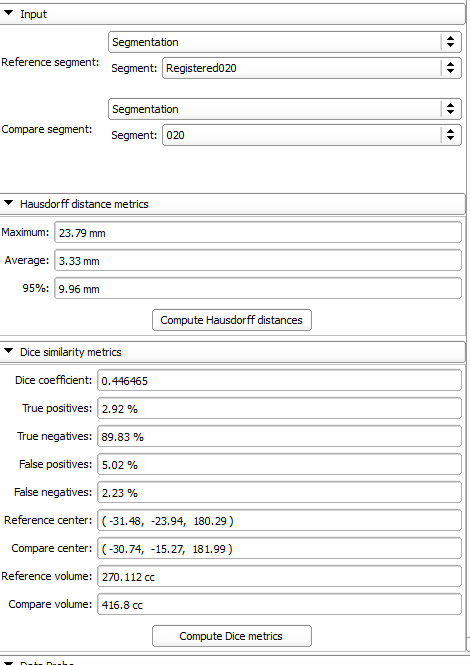 Input
Segmentation
Reference segment:
Segment: Registered020
Segmentation
Compare segment:
Segment: 020
Hausdorff distance metrics
Maximum: 23.79 mm
Average: 3.33 mm
95%: 9.96 mm
Compute Hausdorff distances
Dice similarity metrics
Dice coefficient: 0.446465
True positives: 2.92 %
True negatives: 89.83 %
False positives: 5.02 %
False negatives: 2.23 %
Reference center: ( -31.48, -23.94, 180.29 )
Compare center: ( -30.74, -15.27, 181.99 )
Reference volume: 270.112 cc
Compare volume: 416.8 cc
Compute Dice metrics
Data Probe